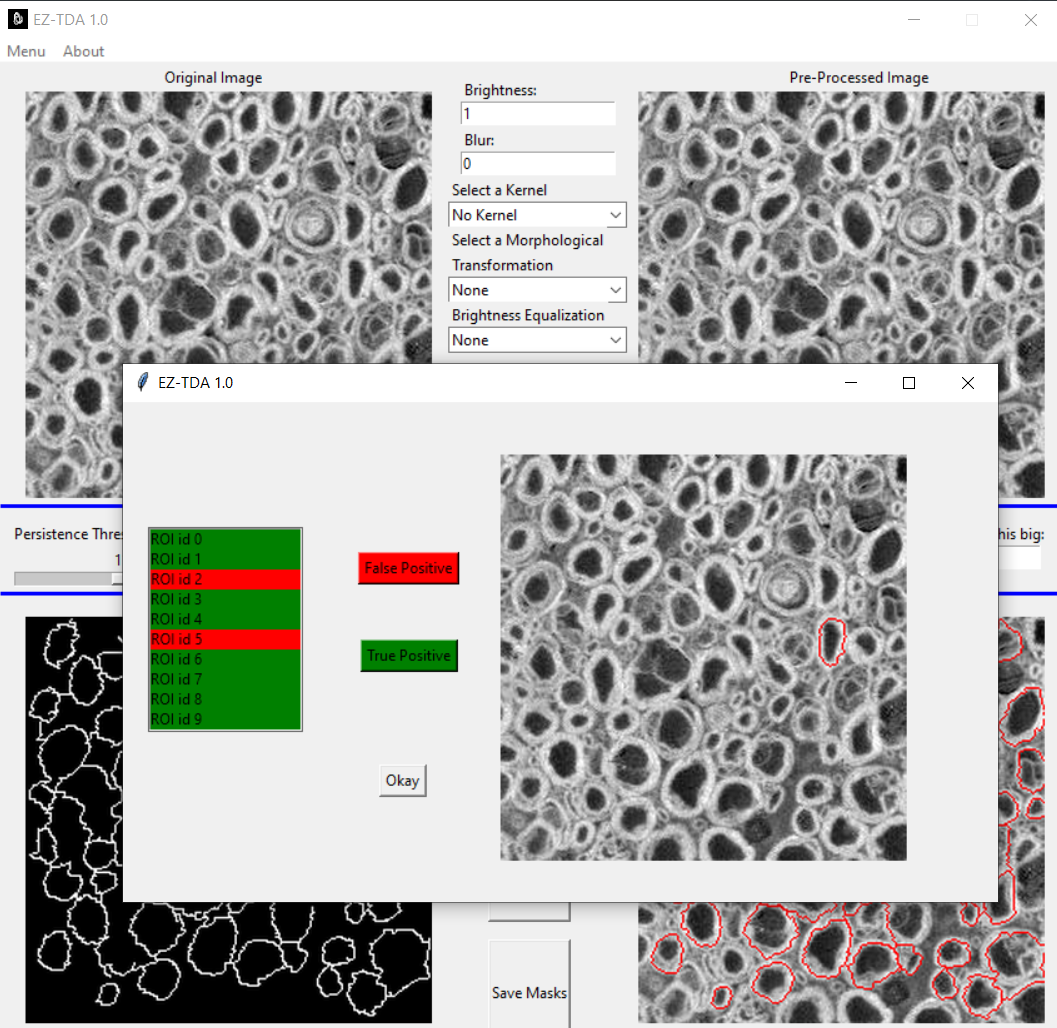 EZ-TDA 1.0
Menu About
Original Image
Pre-Processed Image
Brightness:
1
Blur:
0
Select a Kernel
No Kernel
Select a Morphological
Transformation
None
Brightness Equalization
None
EZ-TDA 1.0
Persistence Thre
1
his big:
ROI id 0
ROI id 1
ROI id 2
ROI id 3
ROI id 4
ROI id 5
ROI id 6
ROI id 7
ROI id 8
ROI id 9
False Positive
True Positive
Okay
Save Masks